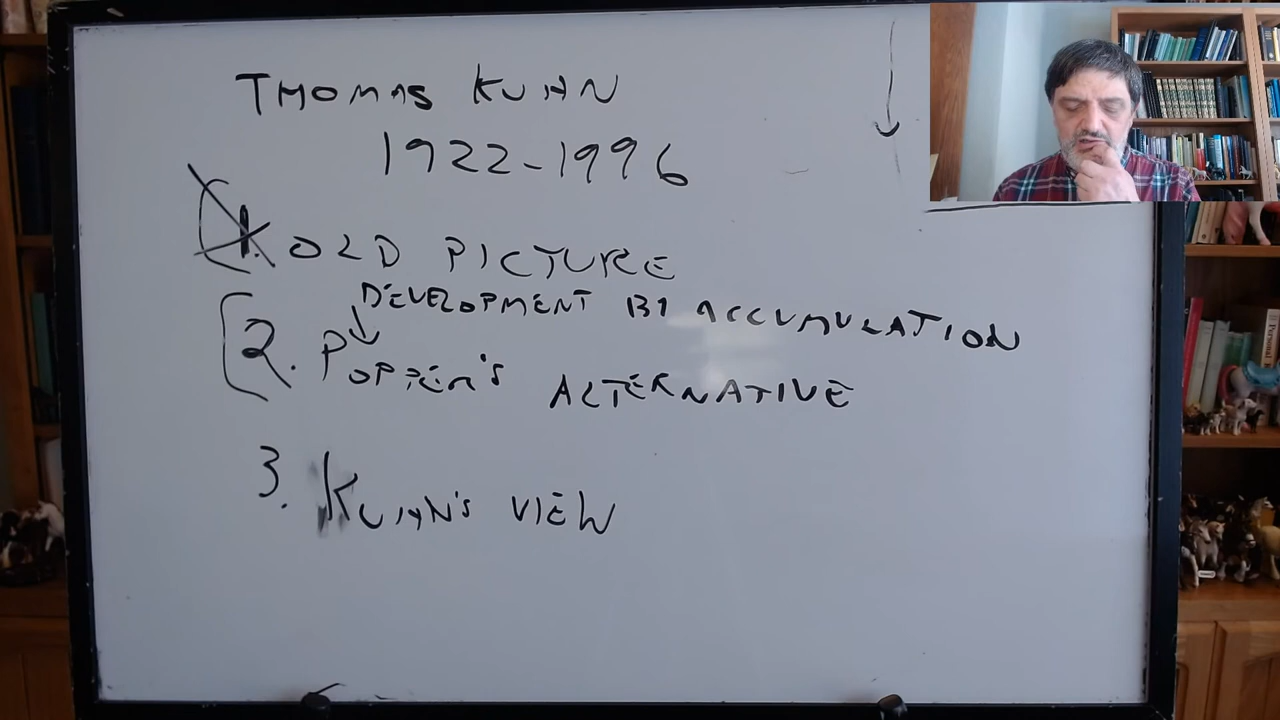 THOMAS KUHN
1922-1996
1. OLD PICTURE
DEVELOPMENT BY ACCUMULATION
2. POPPER'S ALTERNATIVE
3. KUHN'S VIEW